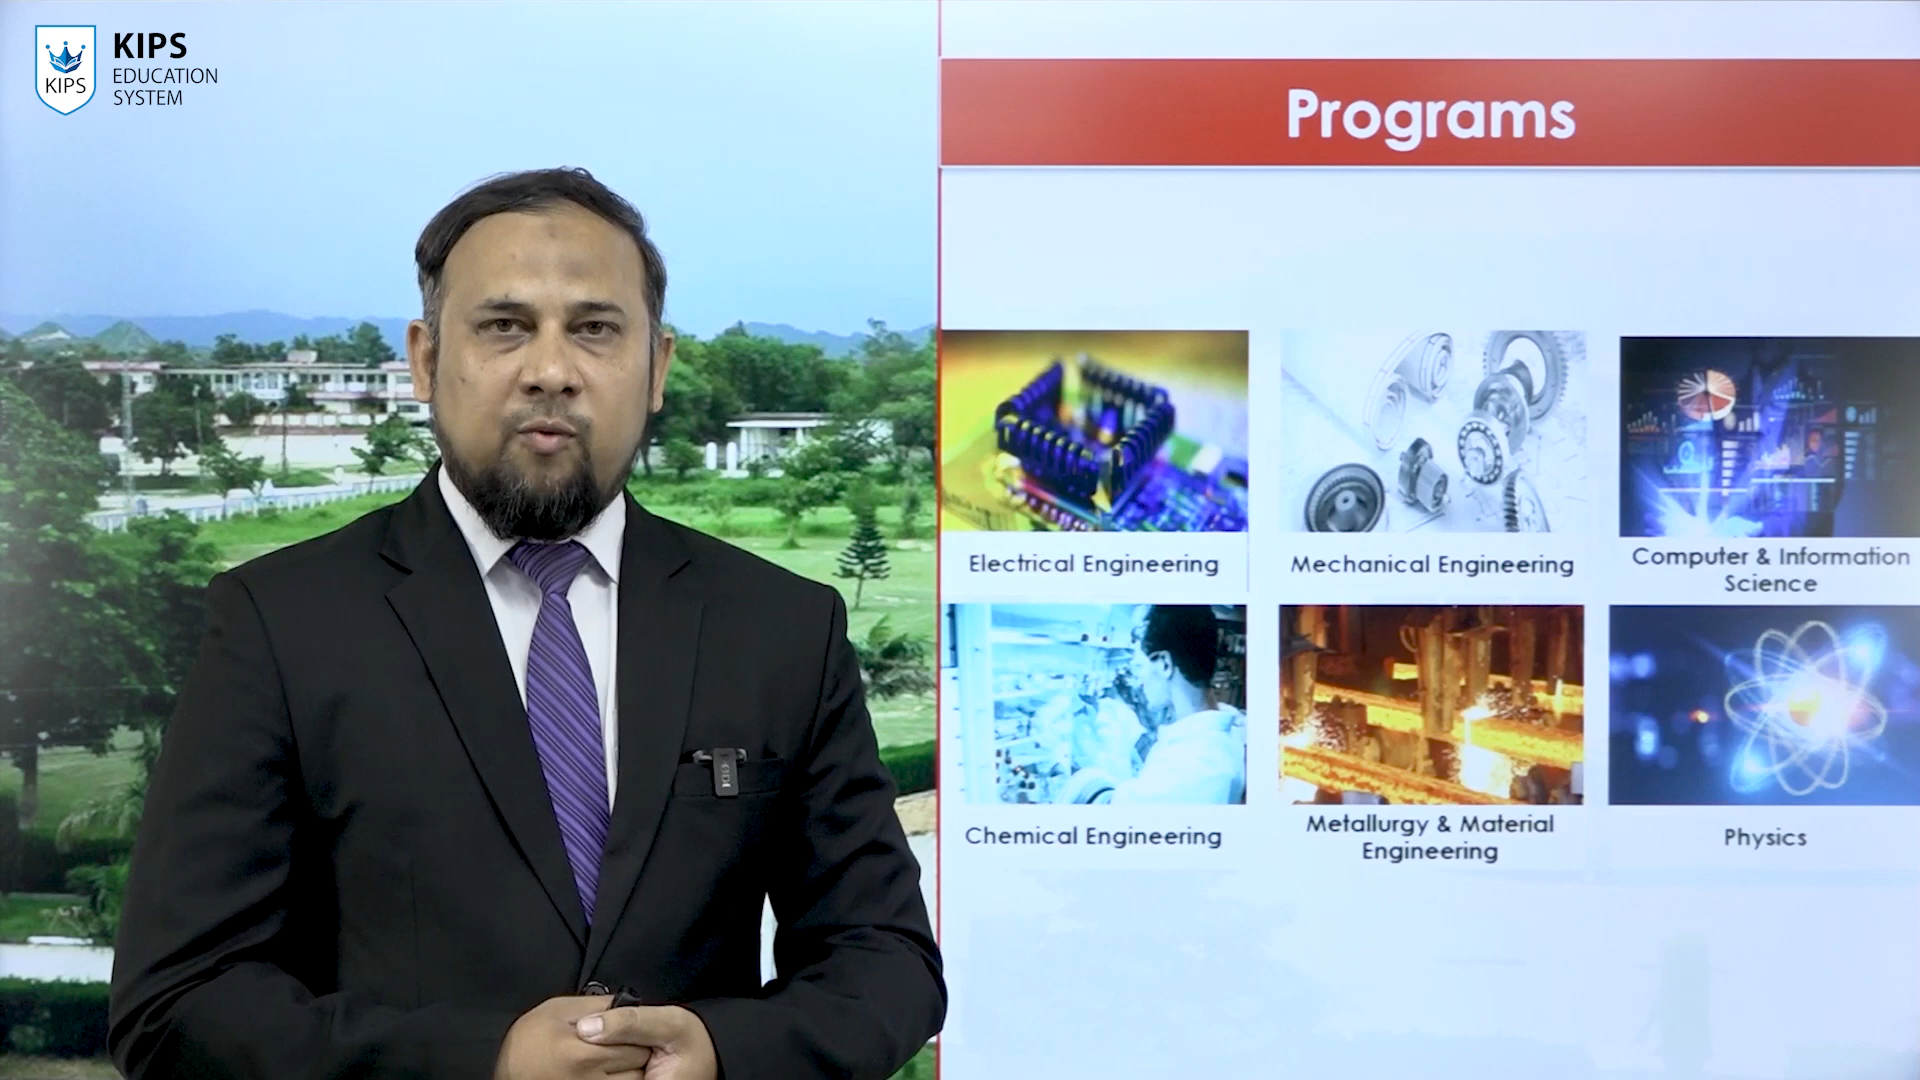 KIPS
KIPS
EDUCATION
SYSTEM
Programs
Electrical Engineering
Mechanical Engineering
Computer & Information
Science
Chemical Engineering
Metallurgy & Material
Engineering
Physics